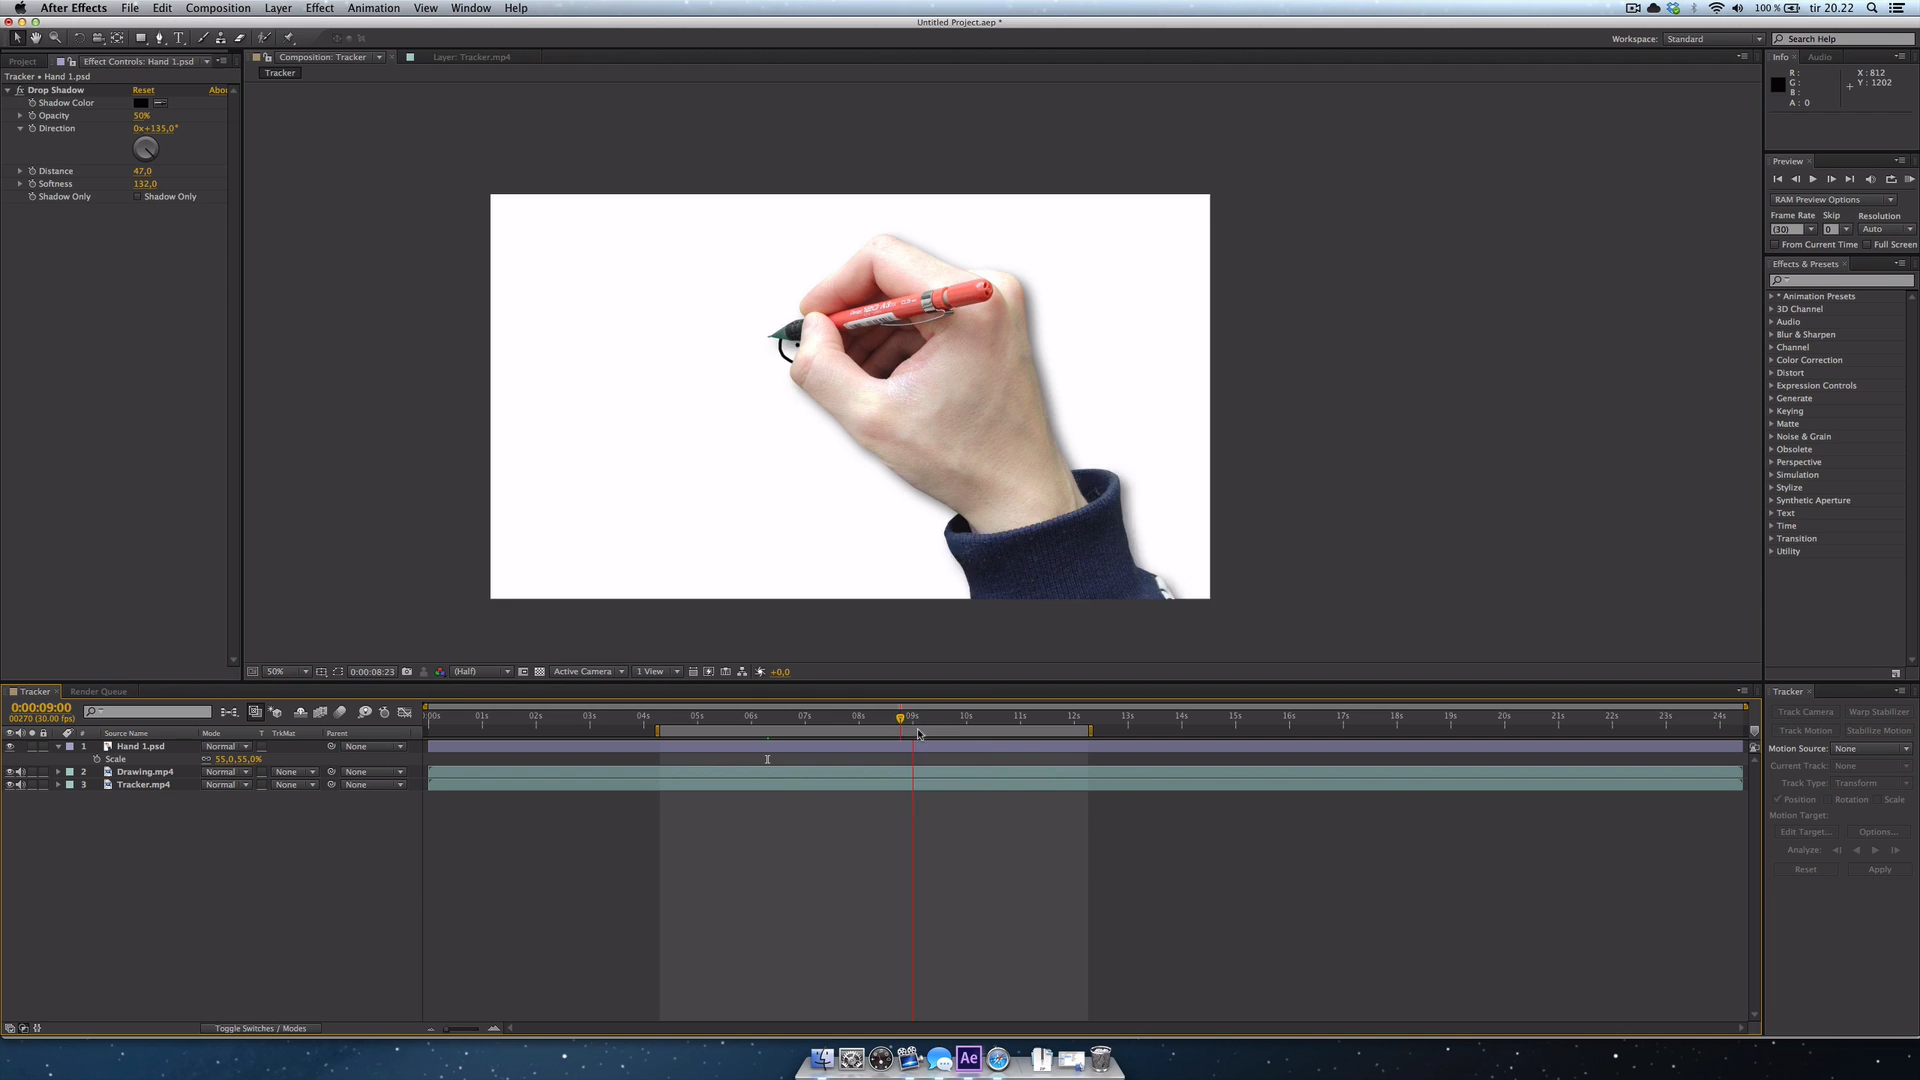 After Effects File Edit Composition Layer Effect Animation View Window Help 100 % tir 20.22
Untitled Project.aep *
Workspace: Standard Search Help
Project Effect Controls: Hand 1.psd Composition: Tracker Layer: Tracker.mp4 Info Audio
Tracker • Hand 1.psd Tracker
R : X : 812
G : Y : 1202
B :
A : 0
fx Drop Shadow Reset Abou
Shadow Color
Opacity 50%
Direction 0x+135,0°
Distance 47,0
Softness 132,0
Shadow Only Shadow Only
Preview
RAM Preview Options
Frame Rate Skip Resolution
(30) 0 Auto
From Current Time Full Screen
Effects & Presets
* Animation Presets
3D Channel
Audio
Blur & Sharpen
Channel
Color Correction
Distort
Expression Controls
Generate
Keying
Matte
Noise & Grain
Obsolete
Perspective
Simulation
Stylize
Synthetic Aperture
Text
Time
Transition
Utility
50% 0:00:08:23 (Half) Active Camera 1 View +0,0
Tracker Render Queue
0:00:09:00
00270 (30.00 fps)
:00s 01s 02s 03s 04s 05s 06s 07s 08s 09s 10s 11s 12s 13s 14s 15s 16s 17s 18s 19s 20s 21s 22s 23s 24s
# Source Name Mode T TrkMat Parent
1 Hand 1.psd Normal None
Scale 55,0,55,0%
2 Drawing.mp4 Normal None None
3 Tracker.mp4 Normal None None
Toggle Switches / Modes
Tracker
Track Camera Warp Stabilizer
Track Motion Stabilize Motion
Motion Source: None
Current Track: None
Track Type: Transform
Position Rotation Scale
Motion Target:
Edit Target... Options...
Analyze:
Reset Apply
Ae